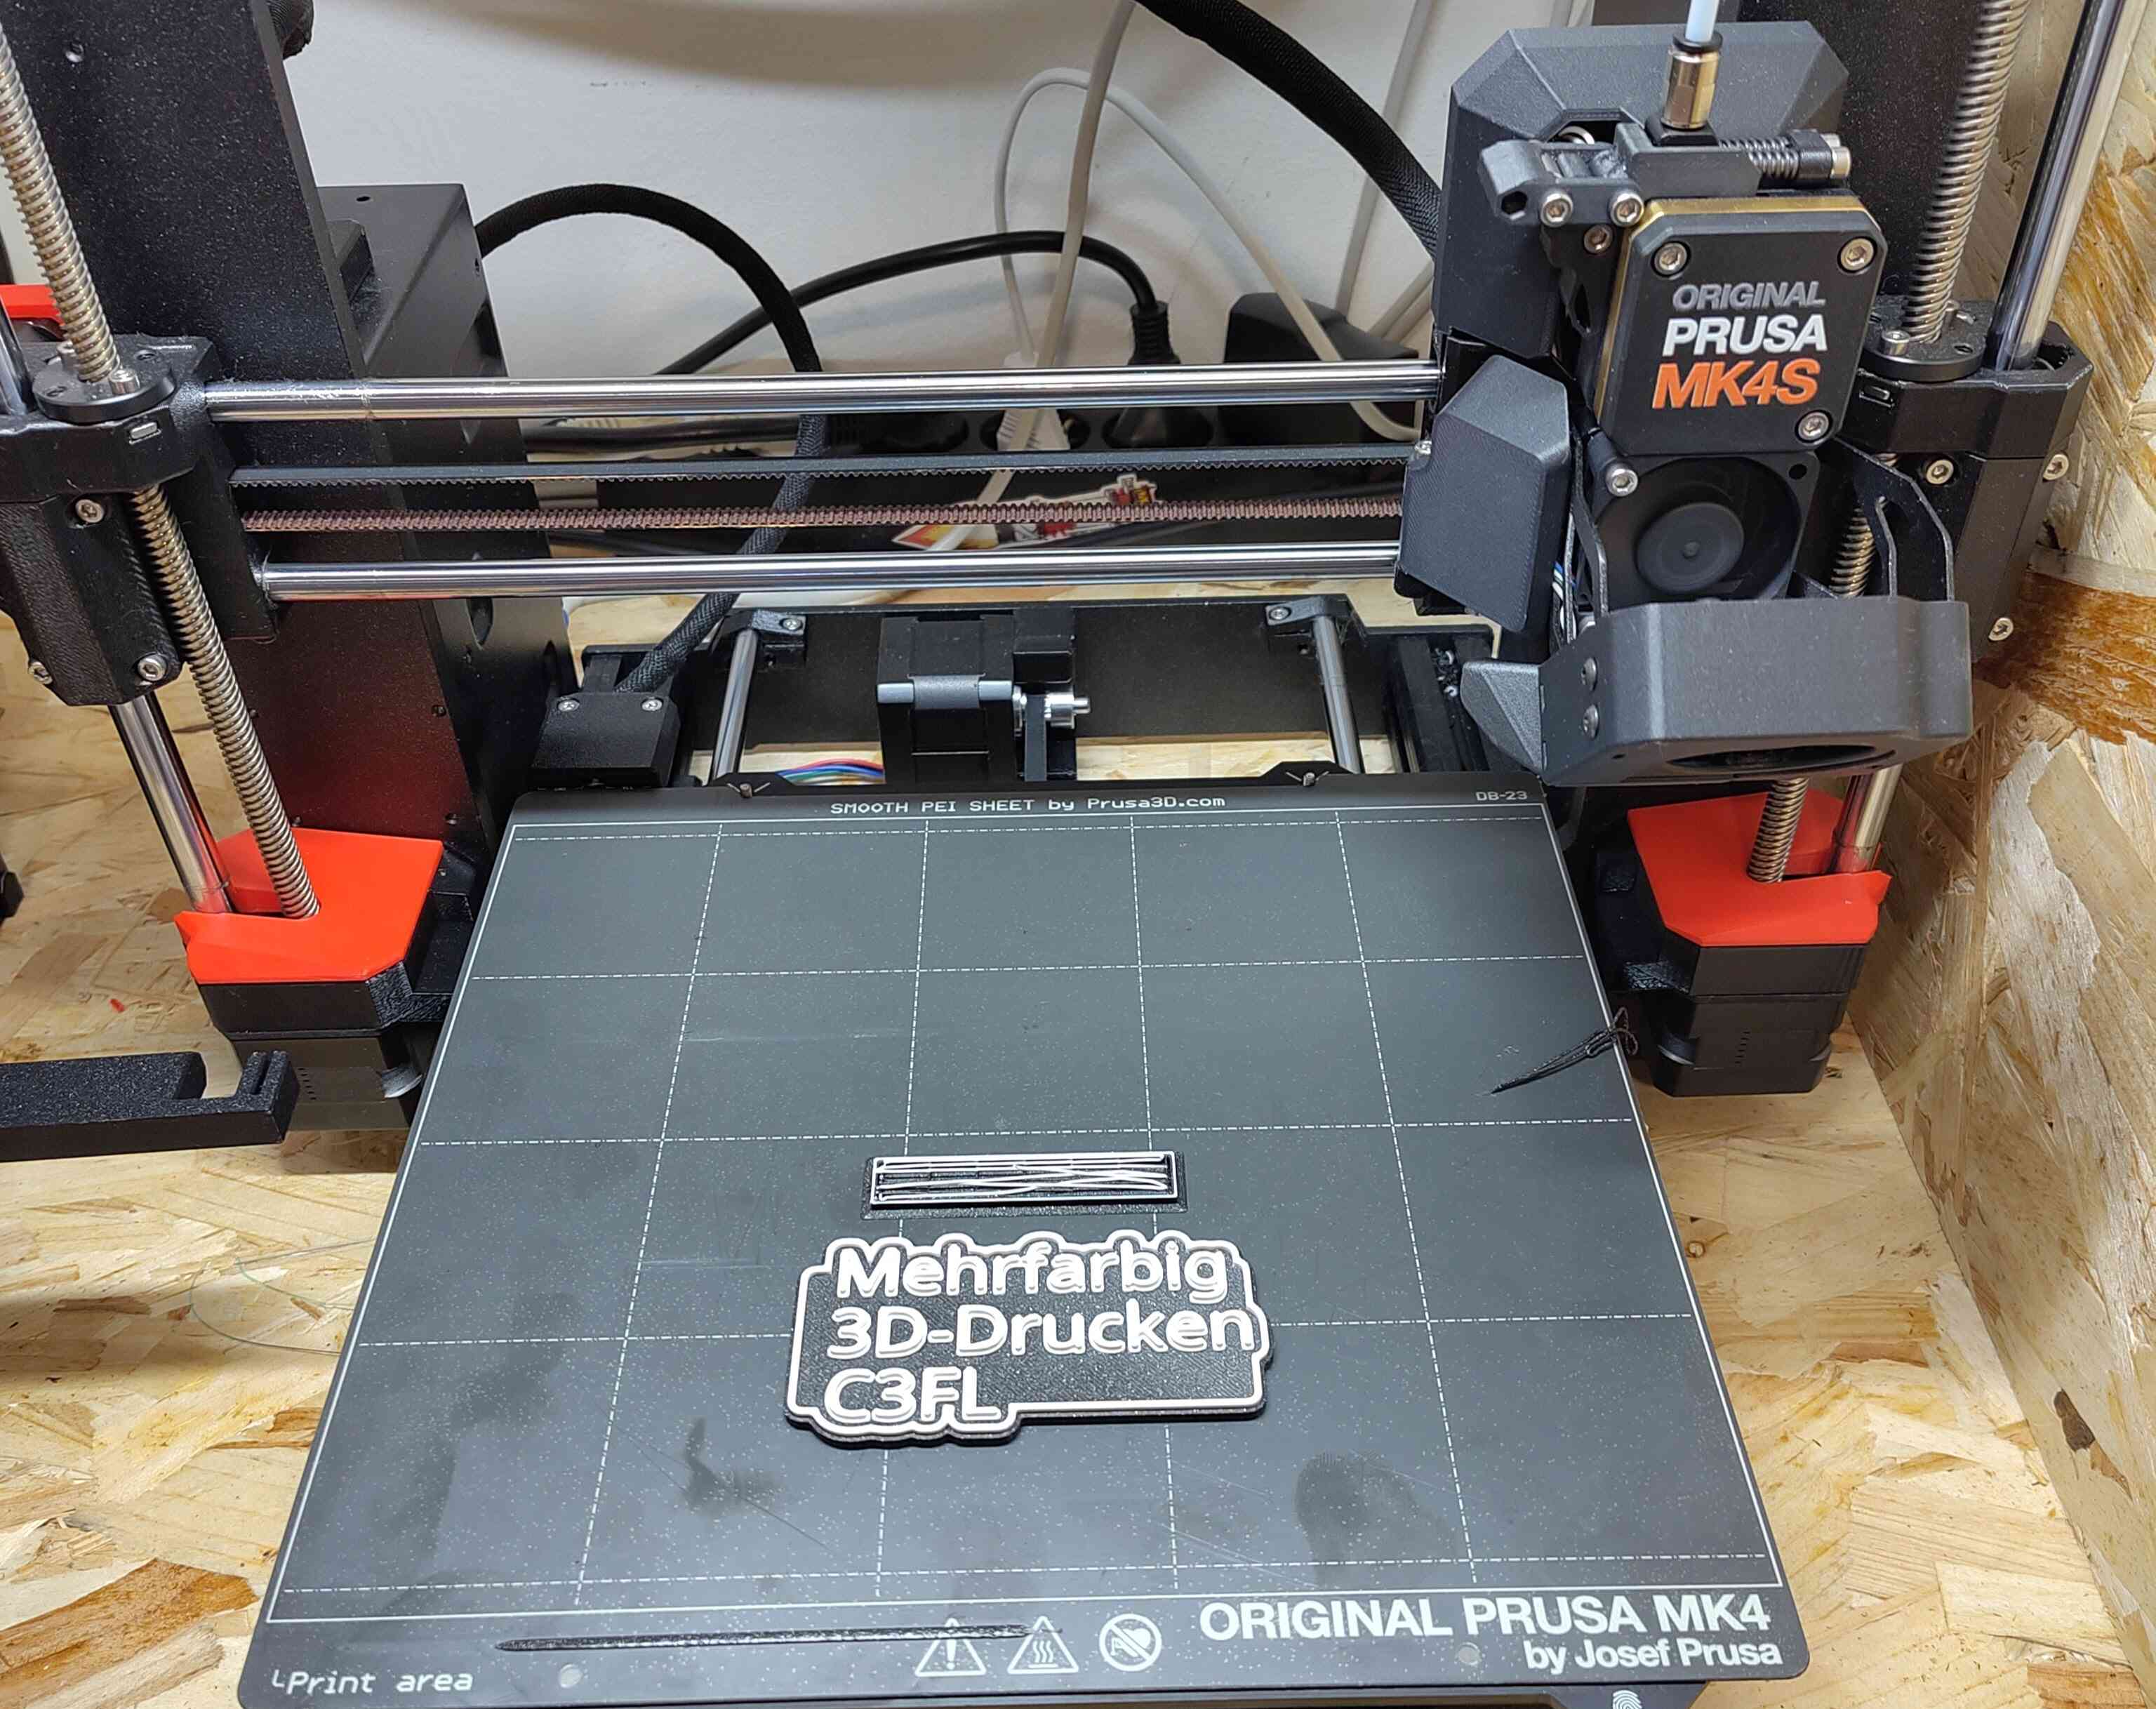 ORIGINAL
PRUSA
MK4S
SMOOTH PEI SHEET by Prusa3D.com
DB-23
Mehrfarbig
3D-Drucken
C3FL
ORIGINAL PRUSA MK4
by Josef Prusa
Print area